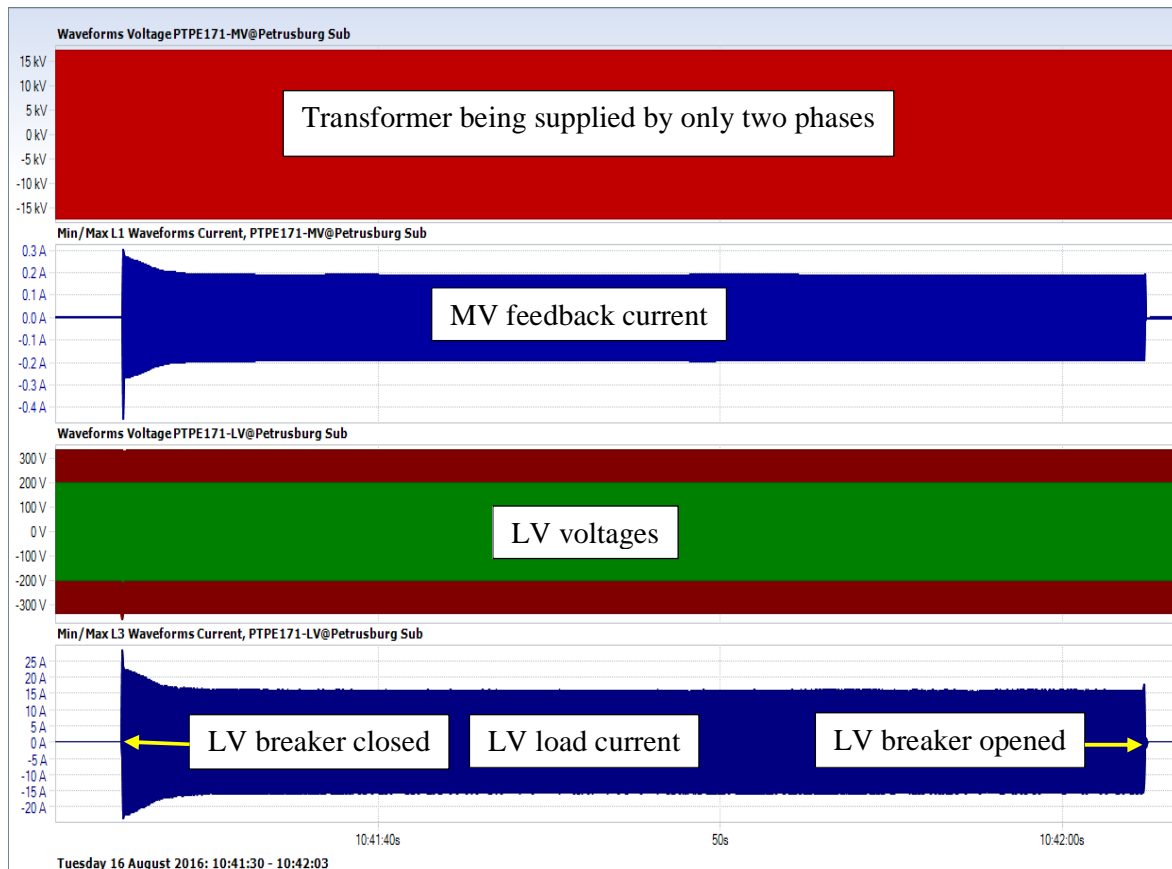 Waveforms Voltage PTPE171-MV@Petrusburg Sub
15 kV
10 kV
5 kV
0 kV
-5 kV
-10 kV
-15 kV
Transformer being supplied by only two phases
Min/Max L1 Waveforms Current, PTPE171-MV@Petrusburg Sub
0.3 A
0.2 A
0.1 A
0.0 A
-0.1 A
-0.2 A
-0.3 A
-0.4 A
MV feedback current
Waveforms Voltage PTPE171-LV@Petrusburg Sub
300 V
200 V
100 V
0 V
-100 V
-200 V
-300 V
LV voltages
Min/Max L3 Waveforms Current, PTPE171-LV@Petrusburg Sub
25 A
20 A
15 A
10 A
5 A
0 A
-5 A
-10 A
-15 A
-20 A
LV breaker closed
LV load current
LV breaker opened
10:41:40s
50s
10:42:00s
Tuesday 16 August 2016: 10:41:30 - 10:42:03